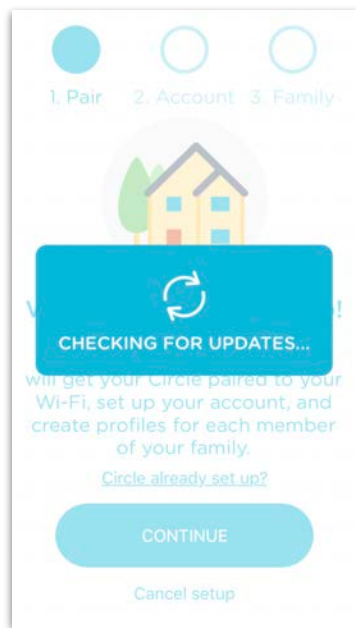 1. Pair 2. Account 3. Family
!
CHECKING FOR UPDATES...
will get your Circle paired to your
Wi-Fi, set up your account, and
create profiles for each member
of your family.
Circle already set up?
CONTINUE
Cancel setup